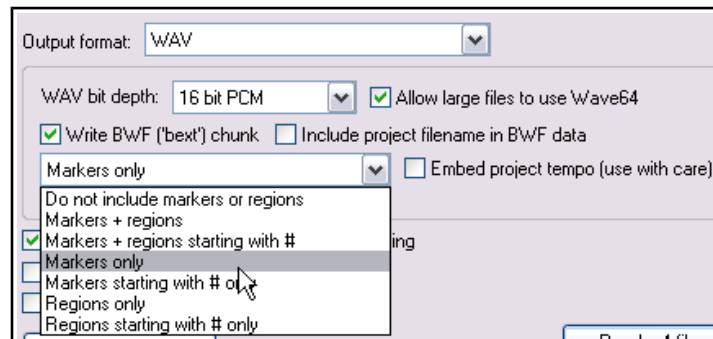 Output format: WAV
WAV bit depth: 16 bit PCM Allow large files to use Wave64
Write BWF ('bext') chunk Include project filename in BWF data
Markers only Embed project tempo (use with care)
Do not include markers or regions
Markers + regions
Markers + regions starting with # ing
Markers only
Markers starting with # only
Regions only
Regions starting with # only